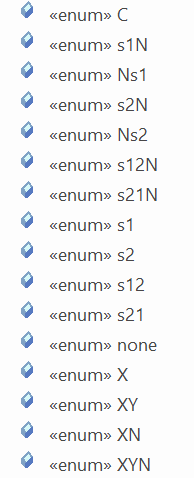 «enum» C
«enum» s1N
«enum» Ns1
«enum» s2N
«enum» Ns2
«enum» s12N
«enum» s21N
«enum» s1
«enum» s2
«enum» s12
«enum» s21
«enum» none
«enum» X
«enum» XY
«enum» XN
«enum» XYN